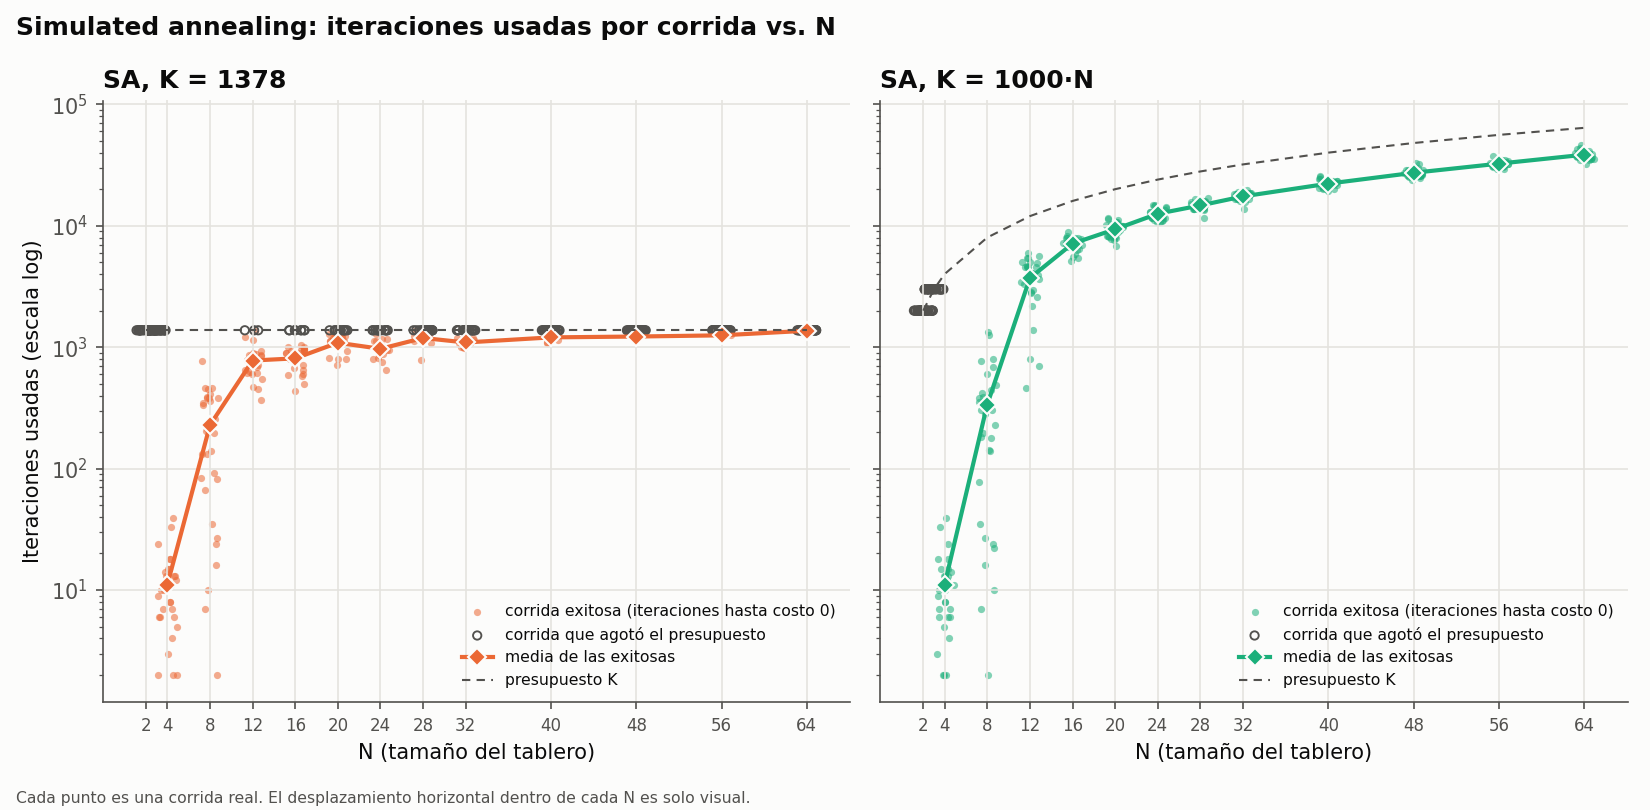 Simulated annealing: iteraciones usadas por corrida vs. N
SA, K = 1378
Iteraciones usadas (escala log)
10⁵
10⁴
10³
10²
10¹
corrida exitosa (iteraciones hasta costo 0)
corrida que agotó el presupuesto
media de las exitosas
presupuesto K
2 4 8 12 16 20 24 28 32 40 48 56 64
N (tamaño del tablero)
SA, K = 1000·N
corrida exitosa (iteraciones hasta costo 0)
corrida que agotó el presupuesto
media de las exitosas
presupuesto K
2 4 8 12 16 20 24 28 32 40 48 56 64
N (tamaño del tablero)
Cada punto es una corrida real. El desplazamiento horizontal dentro de cada N es solo visual.